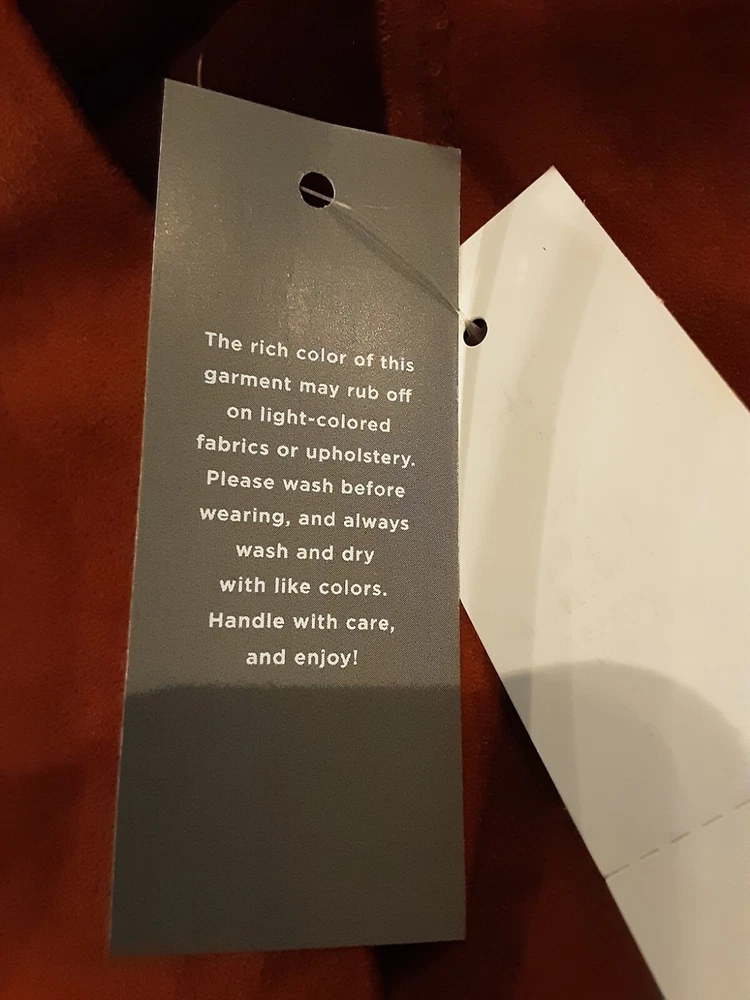 The rich color of this
garment may rub off
on light-colored
fabrics or upholstery.
Please wash before
wearing, and always
wash and dry
with like colors.
Handle with care,
and enjoy!